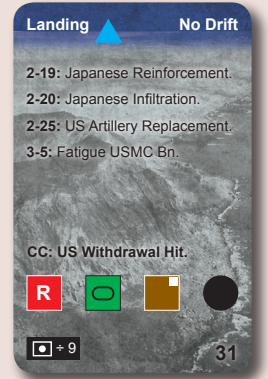 Landing No Drift
2-19: Japanese Reinforcement.
2-20: Japanese Infiltration.
2-25: US Artillery Replacement.
3-5: Fatigue USMC Bn.
CC: US Withdrawal Hit.
R
÷ 9 31